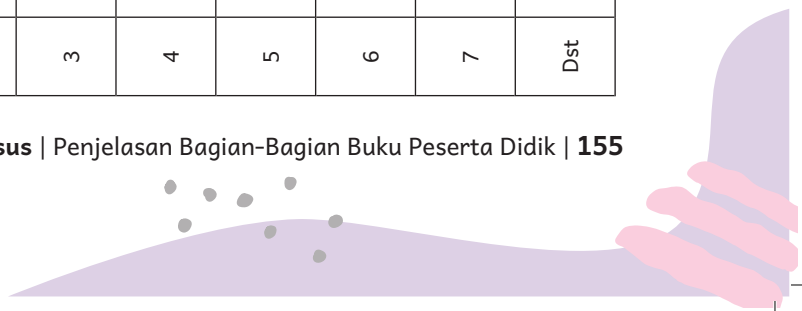 3 4 5 6 7 Dst
sus | Penjelasan Bagian-Bagian Buku Peserta Didik | 155